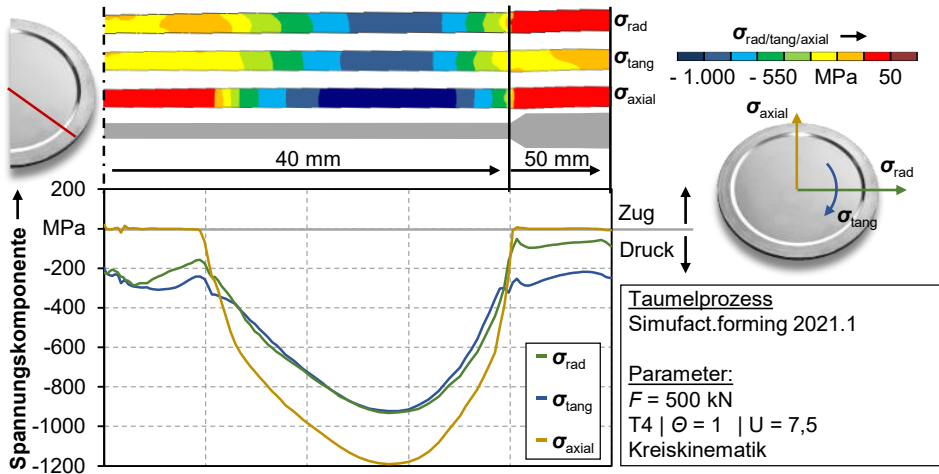 σrad
σtang
σaxial
σrad/tang/axial
- 1.000 - 550 MPa 50
40 mm
50 mm
σaxial
σrad
σtang
Spannungskomponente
200
MPa
-200
-400
-600
-800
-1000
-1200
Zug
Druck
σrad
σtang
σaxial
Taumelprozess
Simufact.forming 2021.1
Parameter:
F = 500 kN
T4 | Θ = 1 | U = 7,5
Kreiskinematik